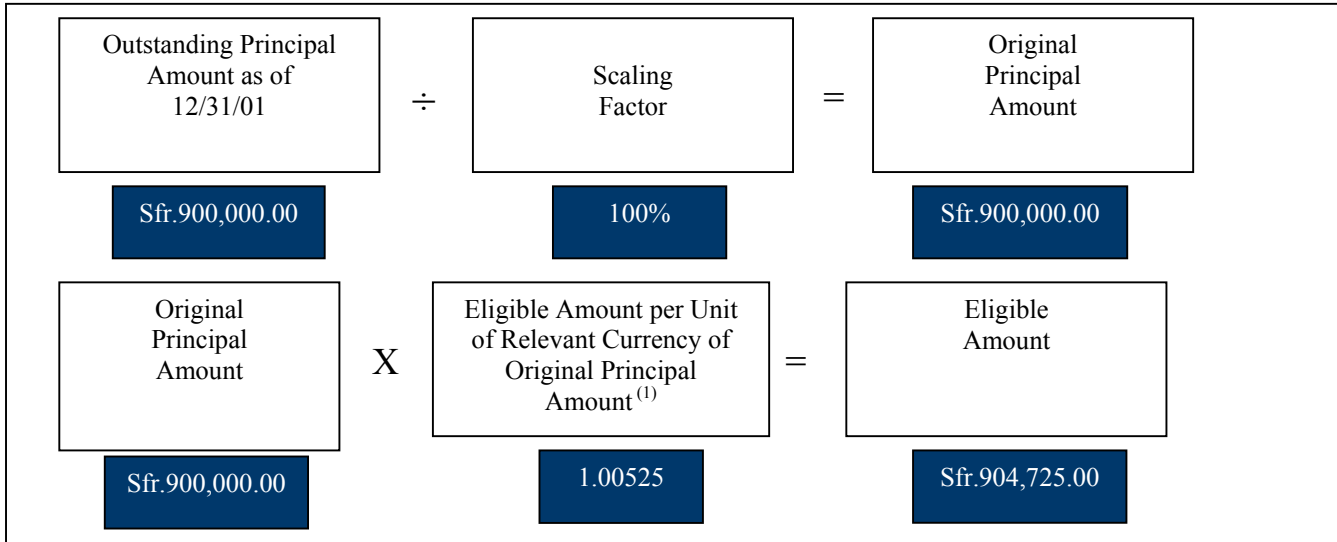 Outstanding Principal
Amount as of
12/31/01
÷
Scaling
Factor
=
Original
Principal
Amount
Sfr.900,000.00
100%
Sfr.900,000.00
Original
Principal
Amount
X
Eligible Amount per Unit
of Relevant Currency of
Original Principal
Amount (1)
=
Eligible
Amount
Sfr.900,000.00
1.00525
Sfr.904,725.00